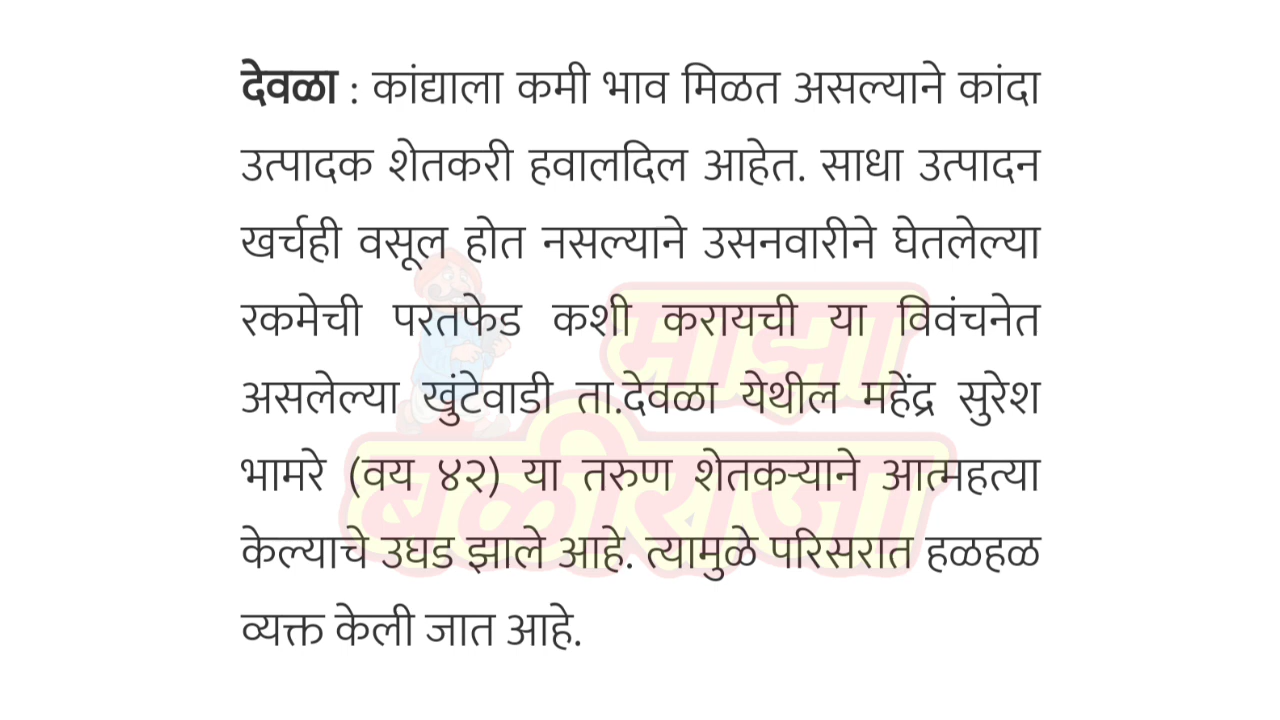 देवळा : कांद्याला कमी भाव मिळत असल्याने कांदा
उत्पादक शेतकरी हवालदिल आहेत. साधा उत्पादन
खर्चही वसूल होत नसल्याने उसनवारीने घेतलेल्या
रकमेची परतफेड कशी करायची या विवंचनेत
असलेल्या खुंटेवाडी ता.देवळा येथील महेंद्र सुरेश
भामरे (वय ४२) या तरुण शेतकऱ्याने आत्महत्या
केल्याचे उघड झाले आहे. त्यामुळे परिसरात हळहळ
व्यक्त केली जात आहे.
माझा
बळीराजा